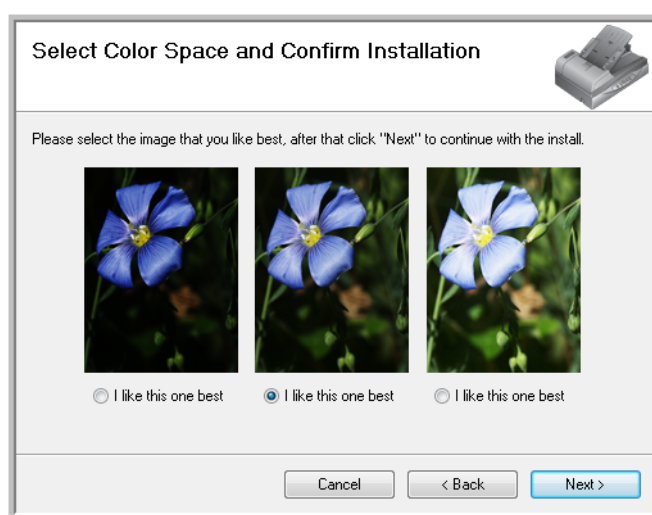 Select Color Space and Confirm Installation
Please select the image that you like best, after that click "Next" to continue with the install.
I like this one best
I like this one best
I like this one best
Cancel
< Back
Next >